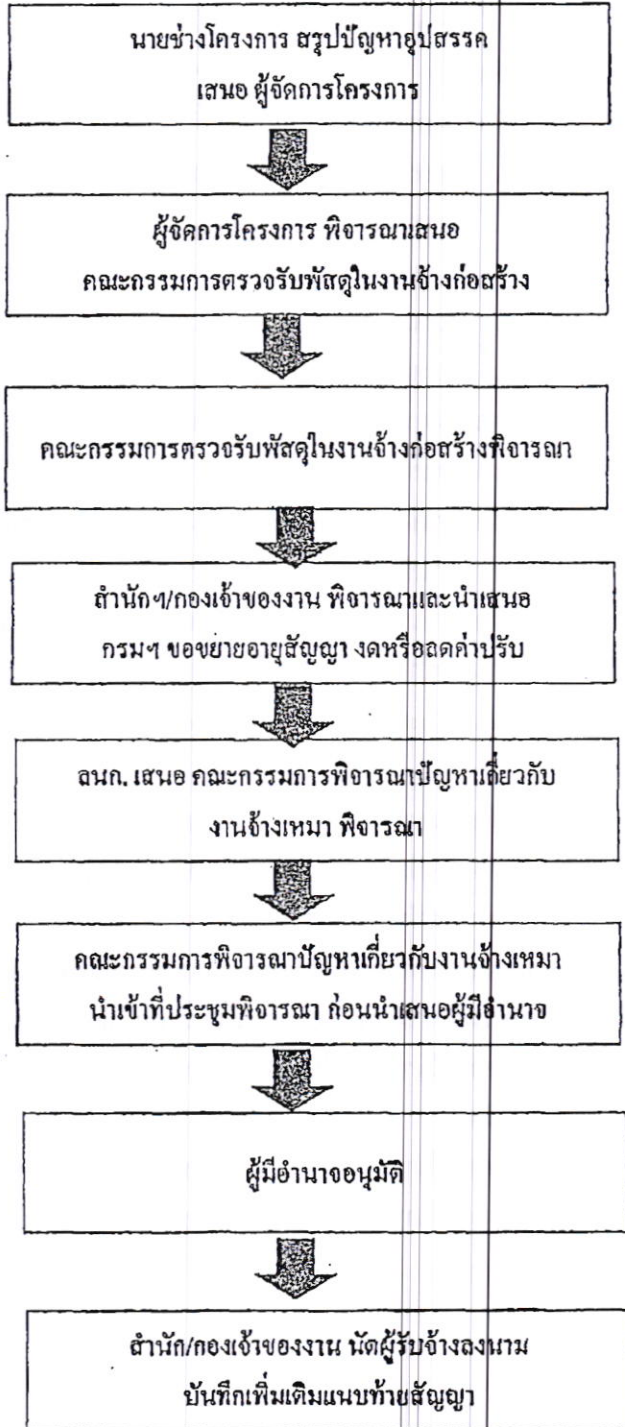 นายช่างโครงการ สรุปปัญหาอุปสรรค
เสนอ ผู้จัดการโครงการ
ผู้จัดการโครงการ พิจารณาเสนอ
คณะกรรมการตรวจรับพัสดุในงานจ้างก่อสร้าง
คณะกรรมการตรวจรับพัสดุในงานจ้างก่อสร้างพิจารณา
สำนักฯ/กองเจ้าของงาน พิจารณาและนำเสนอ
กรมฯ ขอขยายอายุสัญญา งดหรือลดค่าปรับ
ลนก. เสนอ คณะกรรมการพิจารณาปัญหาเกี่ยวกับ
งานจ้างเหมา พิจารณา
คณะกรรมการพิจารณาปัญหาเกี่ยวกับงานจ้างเหมา
นำเข้าที่ประชุมพิจารณา ก่อนนำเสนอผู้มีอำนาจ
ผู้มีอำนาจอนุมัติ
สำนัก/กองเจ้าของงาน นัดผู้รับจ้างลงนาม
บันทึกเพิ่มเติมแนบท้ายสัญญา